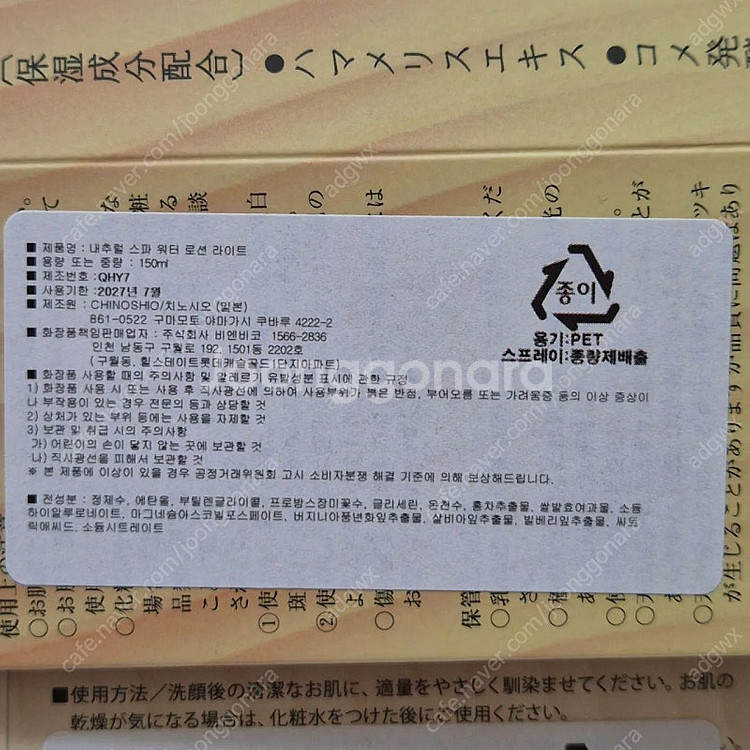 〔保湿成分配合〕●ハマメリスエキス ●コメ発
■ 제품명 : 내추럴 스파 워터 로션 라이트
■ 용량 또는 중량 : 150ml
■ 제조번호 : QHY7
■ 사용기한 : 2027년 7월
■ 제조원 : CHINOSHIO/치노시오 (일본)
861-0522 구마모토 야마가시 쿠바루 4222-2
■ 화장품책임판매업자 : 주식회사 비엔비코 1566-2836
인천 남동구 구월로 192, 1501동 2202호
(구월동, 힐스테이트롯데캐슬골드1단지아파트)
■ 화장품 사용할 때의 주의사항 및 알레르기 유발성분 표시에 관한 규정
1) 화장품 사용 시 또는 사용 후 직사광선에 의하여 사용부위가 붉은 반점, 부어오름 또는 가려움증 등의 이상 증상이
나 부작용이 있는 경우 전문의 등과 상담할 것
2) 상처가 있는 부위 등에는 사용을 자제할 것
3) 보관 및 취급 시의 주의사항
가) 어린이의 손이 닿지 않는 곳에 보관할 것
나) 직사광선을 피해서 보관할 것
※ 본 제품에 이상이 있을 경우 공정거래위원회 고시 소비자분쟁 해결 기준에 의해 보상해드립니다.
■ 전성분 : 정제수, 에탄올, 부틸렌글라이콜, 프로방스장미꽃수, 글리세린, 온천수, 홍차추출물, 쌀발효여과물, 소듐
하이알루로네이트, 마그네슘아스코빌포스페이트, 버지니아풍년화잎추출물, 살비아잎추출물, 빌베리잎추출물, 싸이
락애씨드, 소듐시트레이트
종이
용기:PET
스프레이:종량제배출
■使用方法／洗顔後の清潔なお肌に、適量をやさしく馴染ませてください。お肌の
乾燥が気になる場合は、化粧水をつけた後にご使用ください。
joonggonara
cafe.naver.com/joonggonara
adgwx